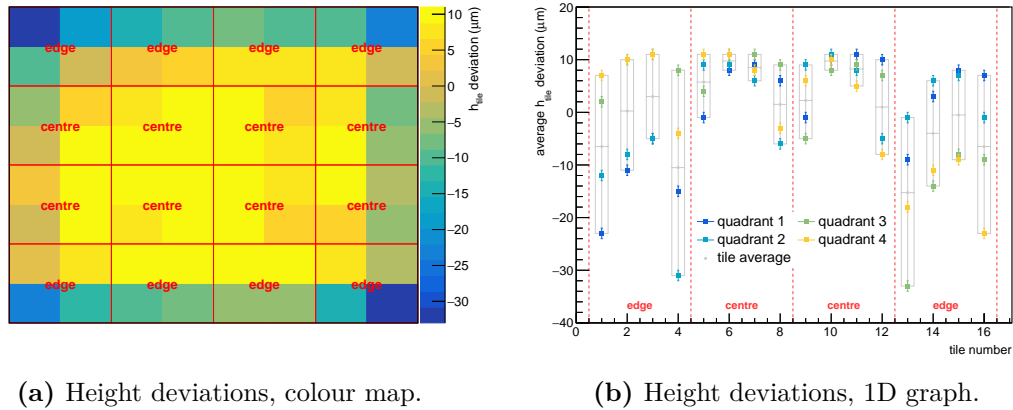 edge edge edge edge
centre centre centre centre
centre centre centre centre
edge edge edge edge
10
5
0
−5
−10
−15
−20
−25
−30
h_tile deviation (μm)
average h_tile deviation (μm)
20
10
0
−10
−20
−30
−40
quadrant 1 quadrant 3
quadrant 2 quadrant 4
tile average
edge centre centre edge
0 2 4 6 8 10 12 14 16
tile number
(a) Height deviations, colour map.
(b) Height deviations, 1D graph.